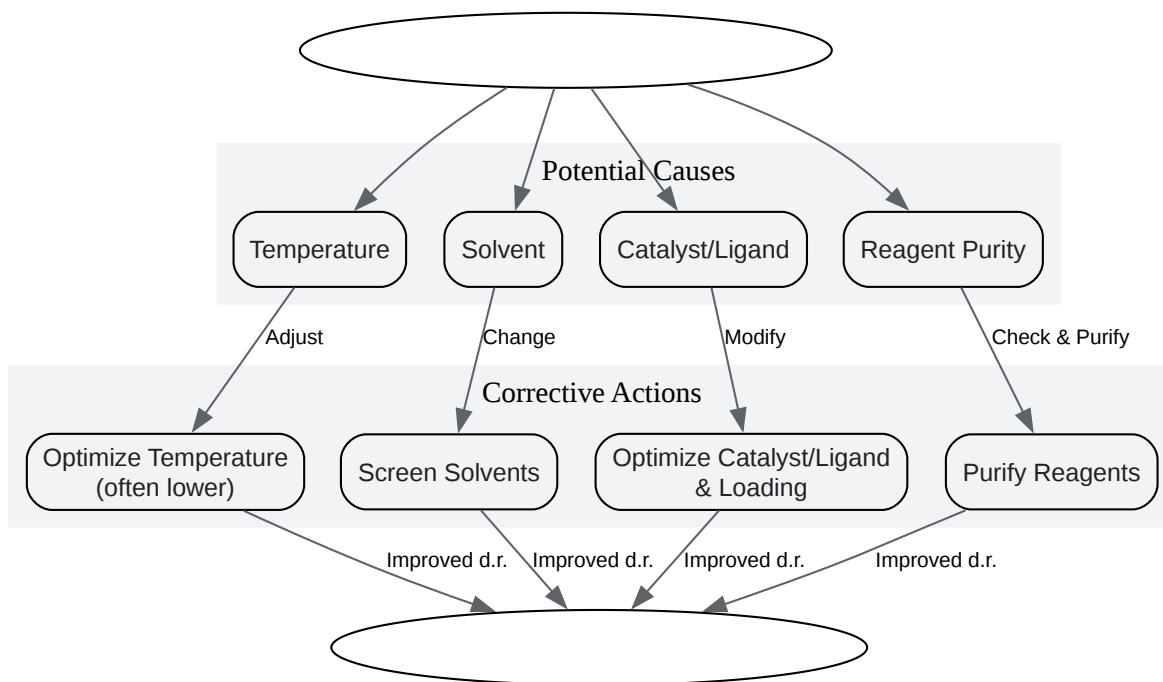 Potential Causes
Temperature
Solvent
Catalyst/Ligand
Reagent Purity
Adjust
Change
Modify
Check & Purify
Corrective Actions
Optimize Temperature
(often lower)
Screen Solvents
Optimize Catalyst/Ligand
& Loading
Purify Reagents
Improved d.r.
Improved d.r.
Improved d.r.
Improved d.r.